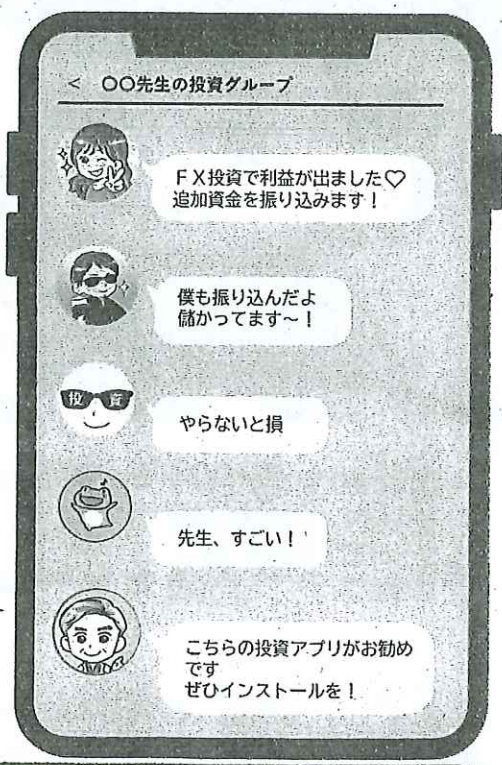 < 〇〇先生の投資グループ
FX投資で利益が出ました♡
追加資金を振り込みます！
僕も振り込んだよ
儲かってます～！
投資
やらないと損
先生、すごい！
こちらの投資アプリがお勧め
です
ぜひインストールを！